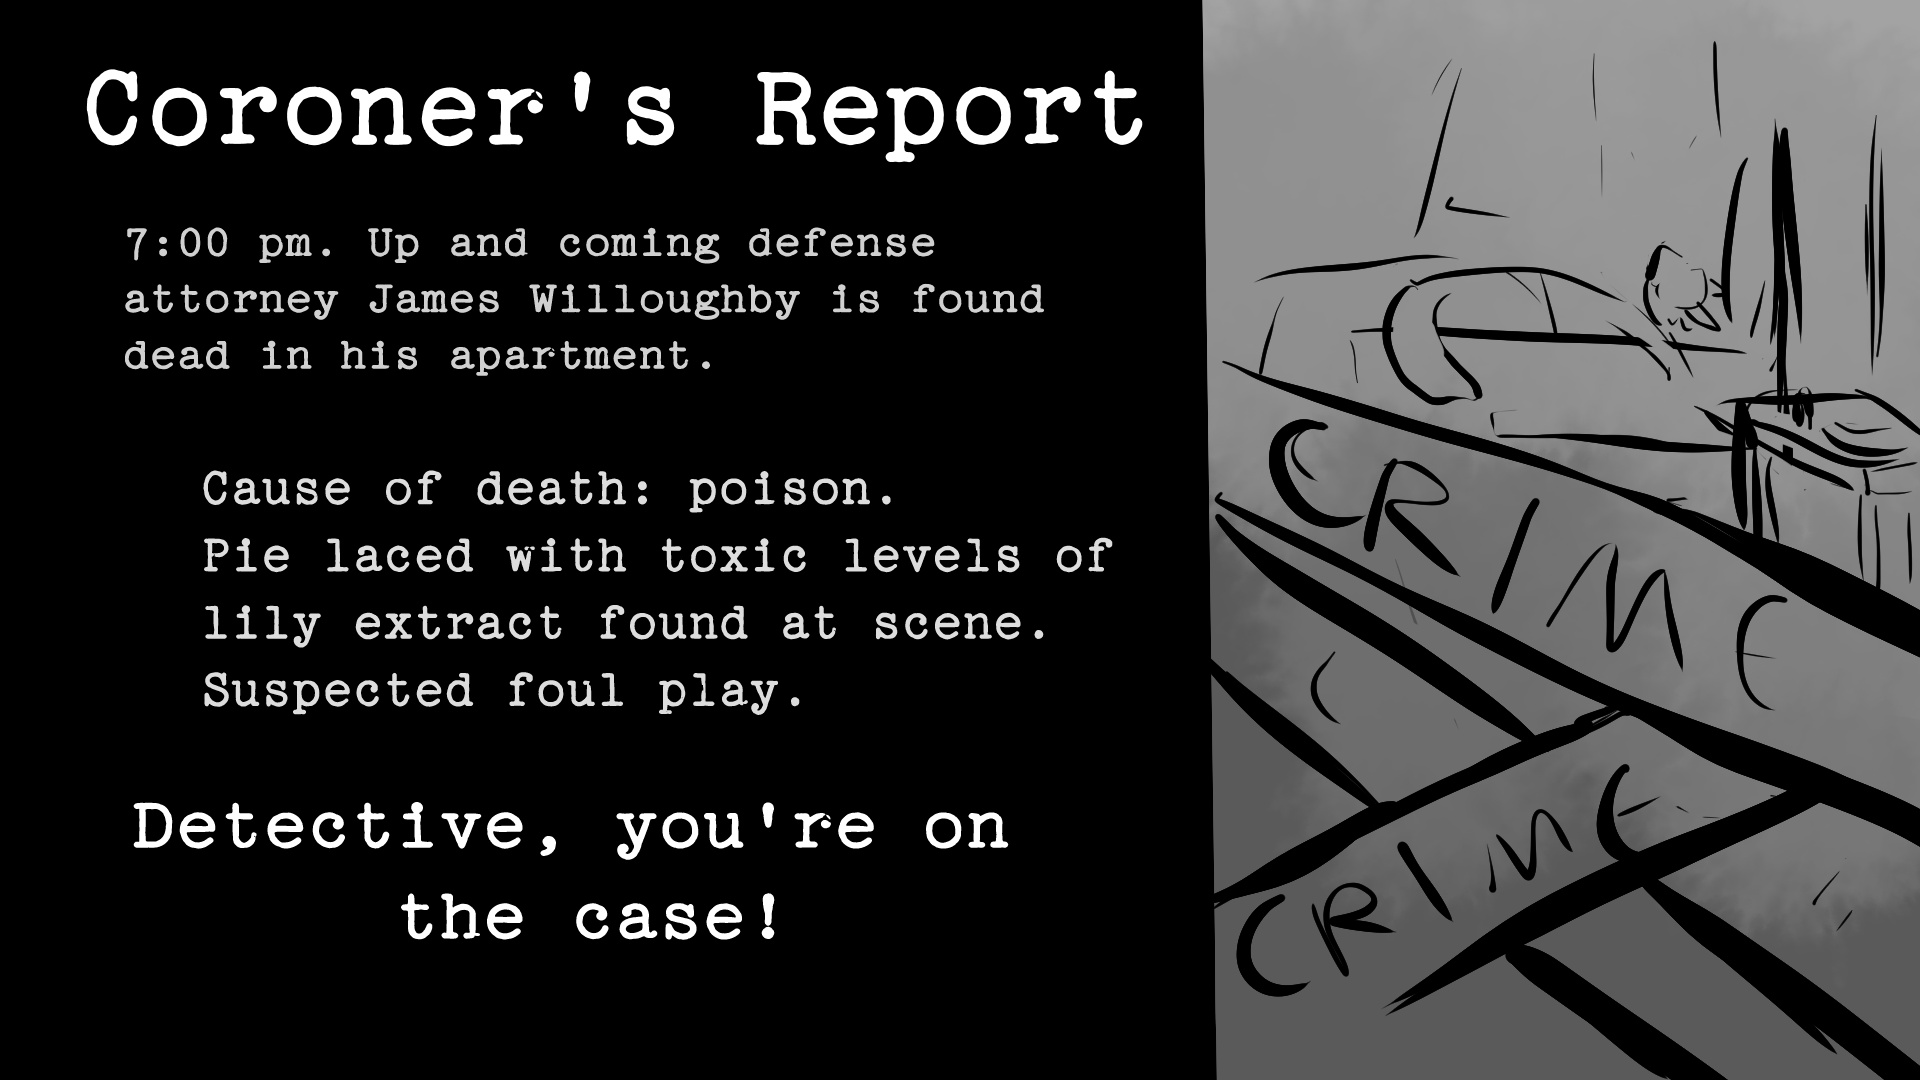 Coroner's Report
7:00 pm. Up and coming defense
attorney James Willoughby is found
dead in his apartment.
Cause of death: poison.
Pie laced with toxic levels of
lily extract found at scene.
Suspected foul play.
Detective, you're on
the case!
CRIME
CRIME